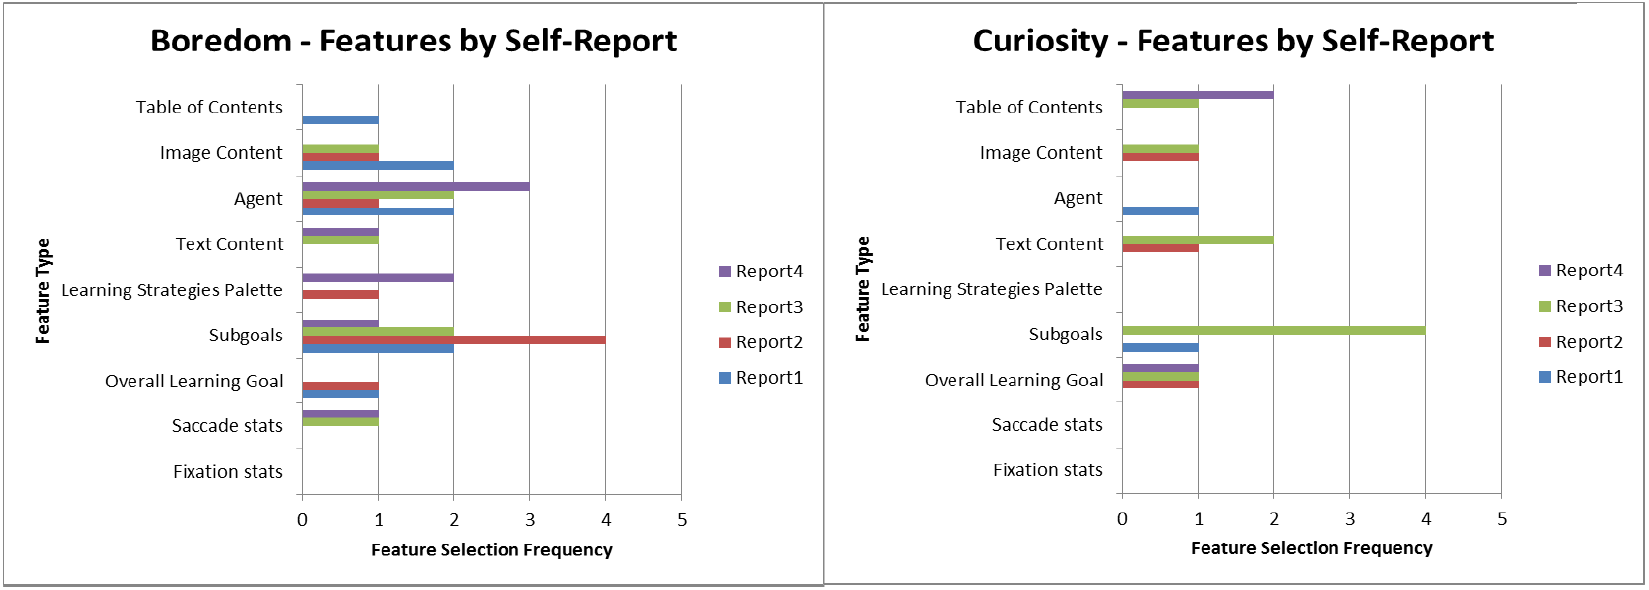 Boredom - Features by Self-Report
Table of Contents
Image Content
Agent
Text Content
Learning Strategies Palette
Subgoals
Overall Learning Goal
Saccade stats
Fixation stats
Feature Type
0 1 2 3 4 5
Feature Selection Frequency
Report4
Report3
Report2
Report1
Curiosity - Features by Self-Report
Table of Contents
Image Content
Agent
Text Content
Learning Strategies Palette
Subgoals
Overall Learning Goal
Saccade stats
Fixation stats
Feature Type
0 1 2 3 4 5
Feature Selection Frequency
Report4
Report3
Report2
Report1